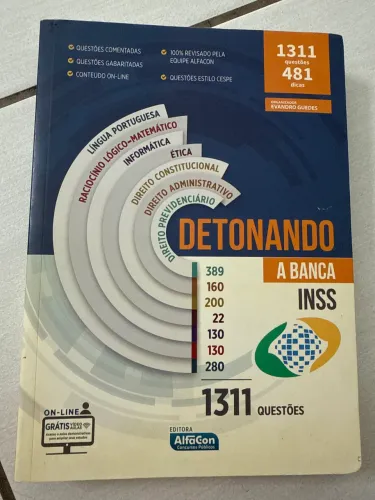 QUESTÕES COMENTADAS
QUESTÕES GABARITADAS
CONTEÚDO ON-LINE
100% REVISADO PELA
EQUIPE ALFACON
QUESTÕES ESTILO CESPE
1311
questões
481
dicas
ORGANIZADOR
EVANDRO GUEDES
LÍNGUA PORTUGUESA
RACIOCÍNIO LÓGICO-MATEMÁTICO
INFORMÁTICA
ÉTICA
DIREITO CONSTITUCIONAL
DIREITO ADMINISTRATIVO
DIREITO PREVIDENCIÁRIO
DETONANDO
A BANCA
INSS
389
160
200
22
130
130
280
1311 QUESTÕES
ON-LINE
GRÁTIS
EDITORA
AlfaCon
Concursos Públicos